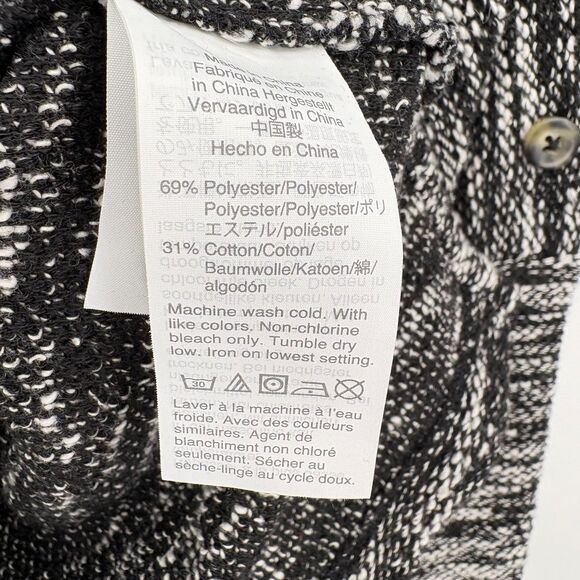 Fabriqué en Chine
in China Hergestellt
Vervaardigd in China
中国製
Hecho en China
69% Polyester/Polyester/
Polyester/Polyester/ポリ
エステル/poliéster
31% Cotton/Coton/
Baumwolle/Katoen/綿/
algodón
Machine wash cold. With
like colors. Non-chlorine
bleach only. Tumble dry
low. Iron on lowest setting.
30
Laver à la machine à l'eau
froide. Avec des couleurs
similaires. Agent de
blanchiment non chloré
seulement. Sécher au
sèche-linge au cycle doux.